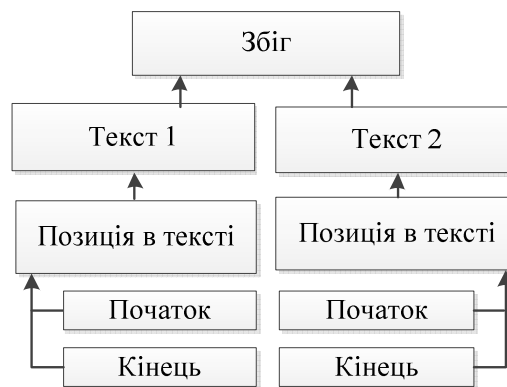 Збіг
Текст 1
Текст 2
Позиція в тексті
Позиція в тексті
Початок
Початок
Кінець
Кінець